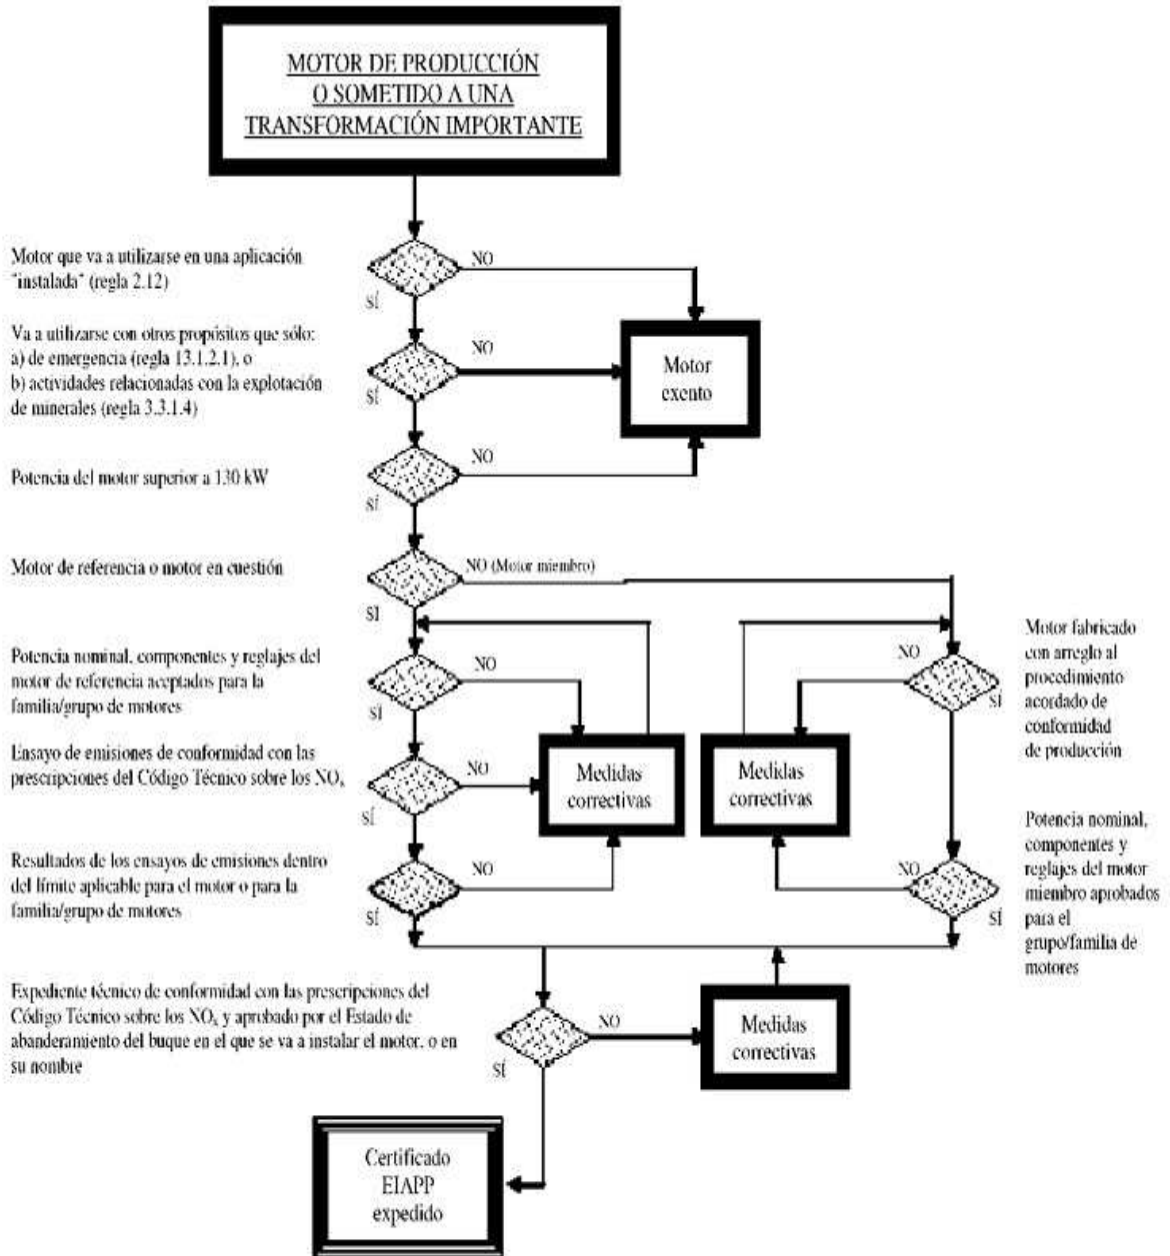 MOTOR DE PRODUCCIÓN
O SOMETIDO A UNA
TRANSFORMACIÓN IMPORTANTE
Motor que va a utilizarse en una aplicación
"instalada" (regla 2.12)
NO
SÍ
Va a utilizarse con otros propósitos que sólo:
a) de emergencia (regla 13.1.2.1), o
b) actividades relacionadas con la explotación
de minerales (regla 3.3.1.4)
NO
SÍ
Motor
exento
Potencia del motor superior a 130 kW
NO
SÍ
Motor de referencia o motor en cuestión
NO (Motor miembro)
SÍ
Potencia nominal, componentes y reglajes del
motor de referencia aceptados para la
familia/grupo de motores
NO
SÍ
NO
SÍ
Motor fabricado
con arreglo al
procedimiento
acordado de
conformidad
de producción
Ensayo de emisiones de conformidad con las
prescripciones del Código Técnico sobre los NOx
NO
SÍ
Medidas
correctivas
Medidas
correctivas
Resultados de los ensayos de emisiones dentro
del límite aplicable para el motor o para la
familia/grupo de motores
NO
SÍ
NO
SÍ
Potencia nominal,
componentes y
reglajes del motor
miembro aprobados
para el
grupo/familia de
motores
Expediente técnico de conformidad con las prescripciones del
Código Técnico sobre los NOx y aprobado por el Estado de
abanderamiento del buque en el que se va a instalar el motor, o en
su nombre
NO
SÍ
Medidas
correctivas
Certificado
EIAPP
expedido